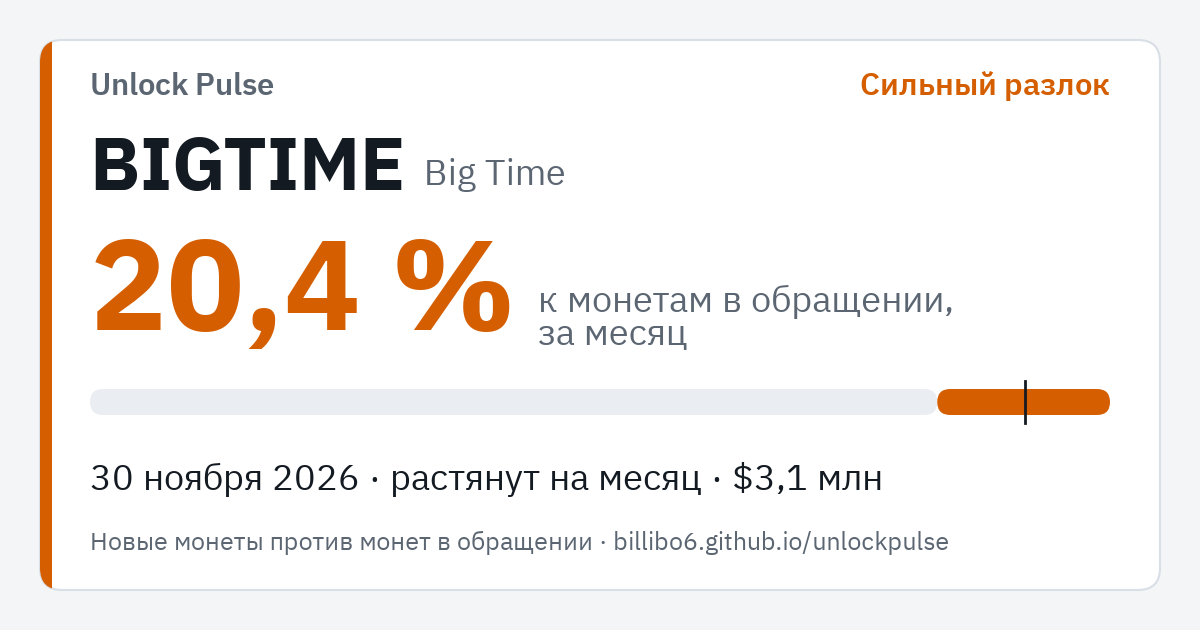 Unlock Pulse
Сильный разлок
BIGTIME Big Time
20,4 % к монетам в обращении,
за месяц
30 ноября 2026 · растянут на месяц · $3,1 млн
Новые монеты против монет в обращении · billibo6.github.io/unlockpulse